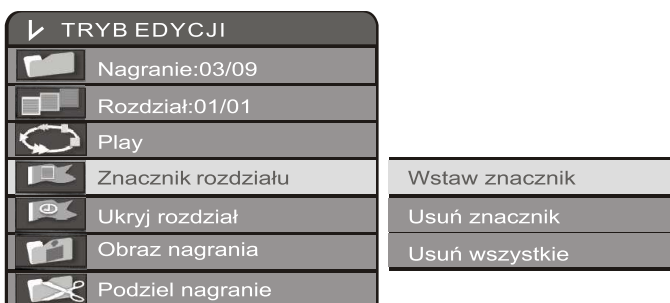 TRYB EDYCJI
Nagranie:03/09
Rozdział:01/01
Play
Znacznik rozdziału
Ukryj rozdział
Obraz nagrania
Podziel nagranie
Wstaw znacznik
Usuń znacznik
Usuń wszystkie